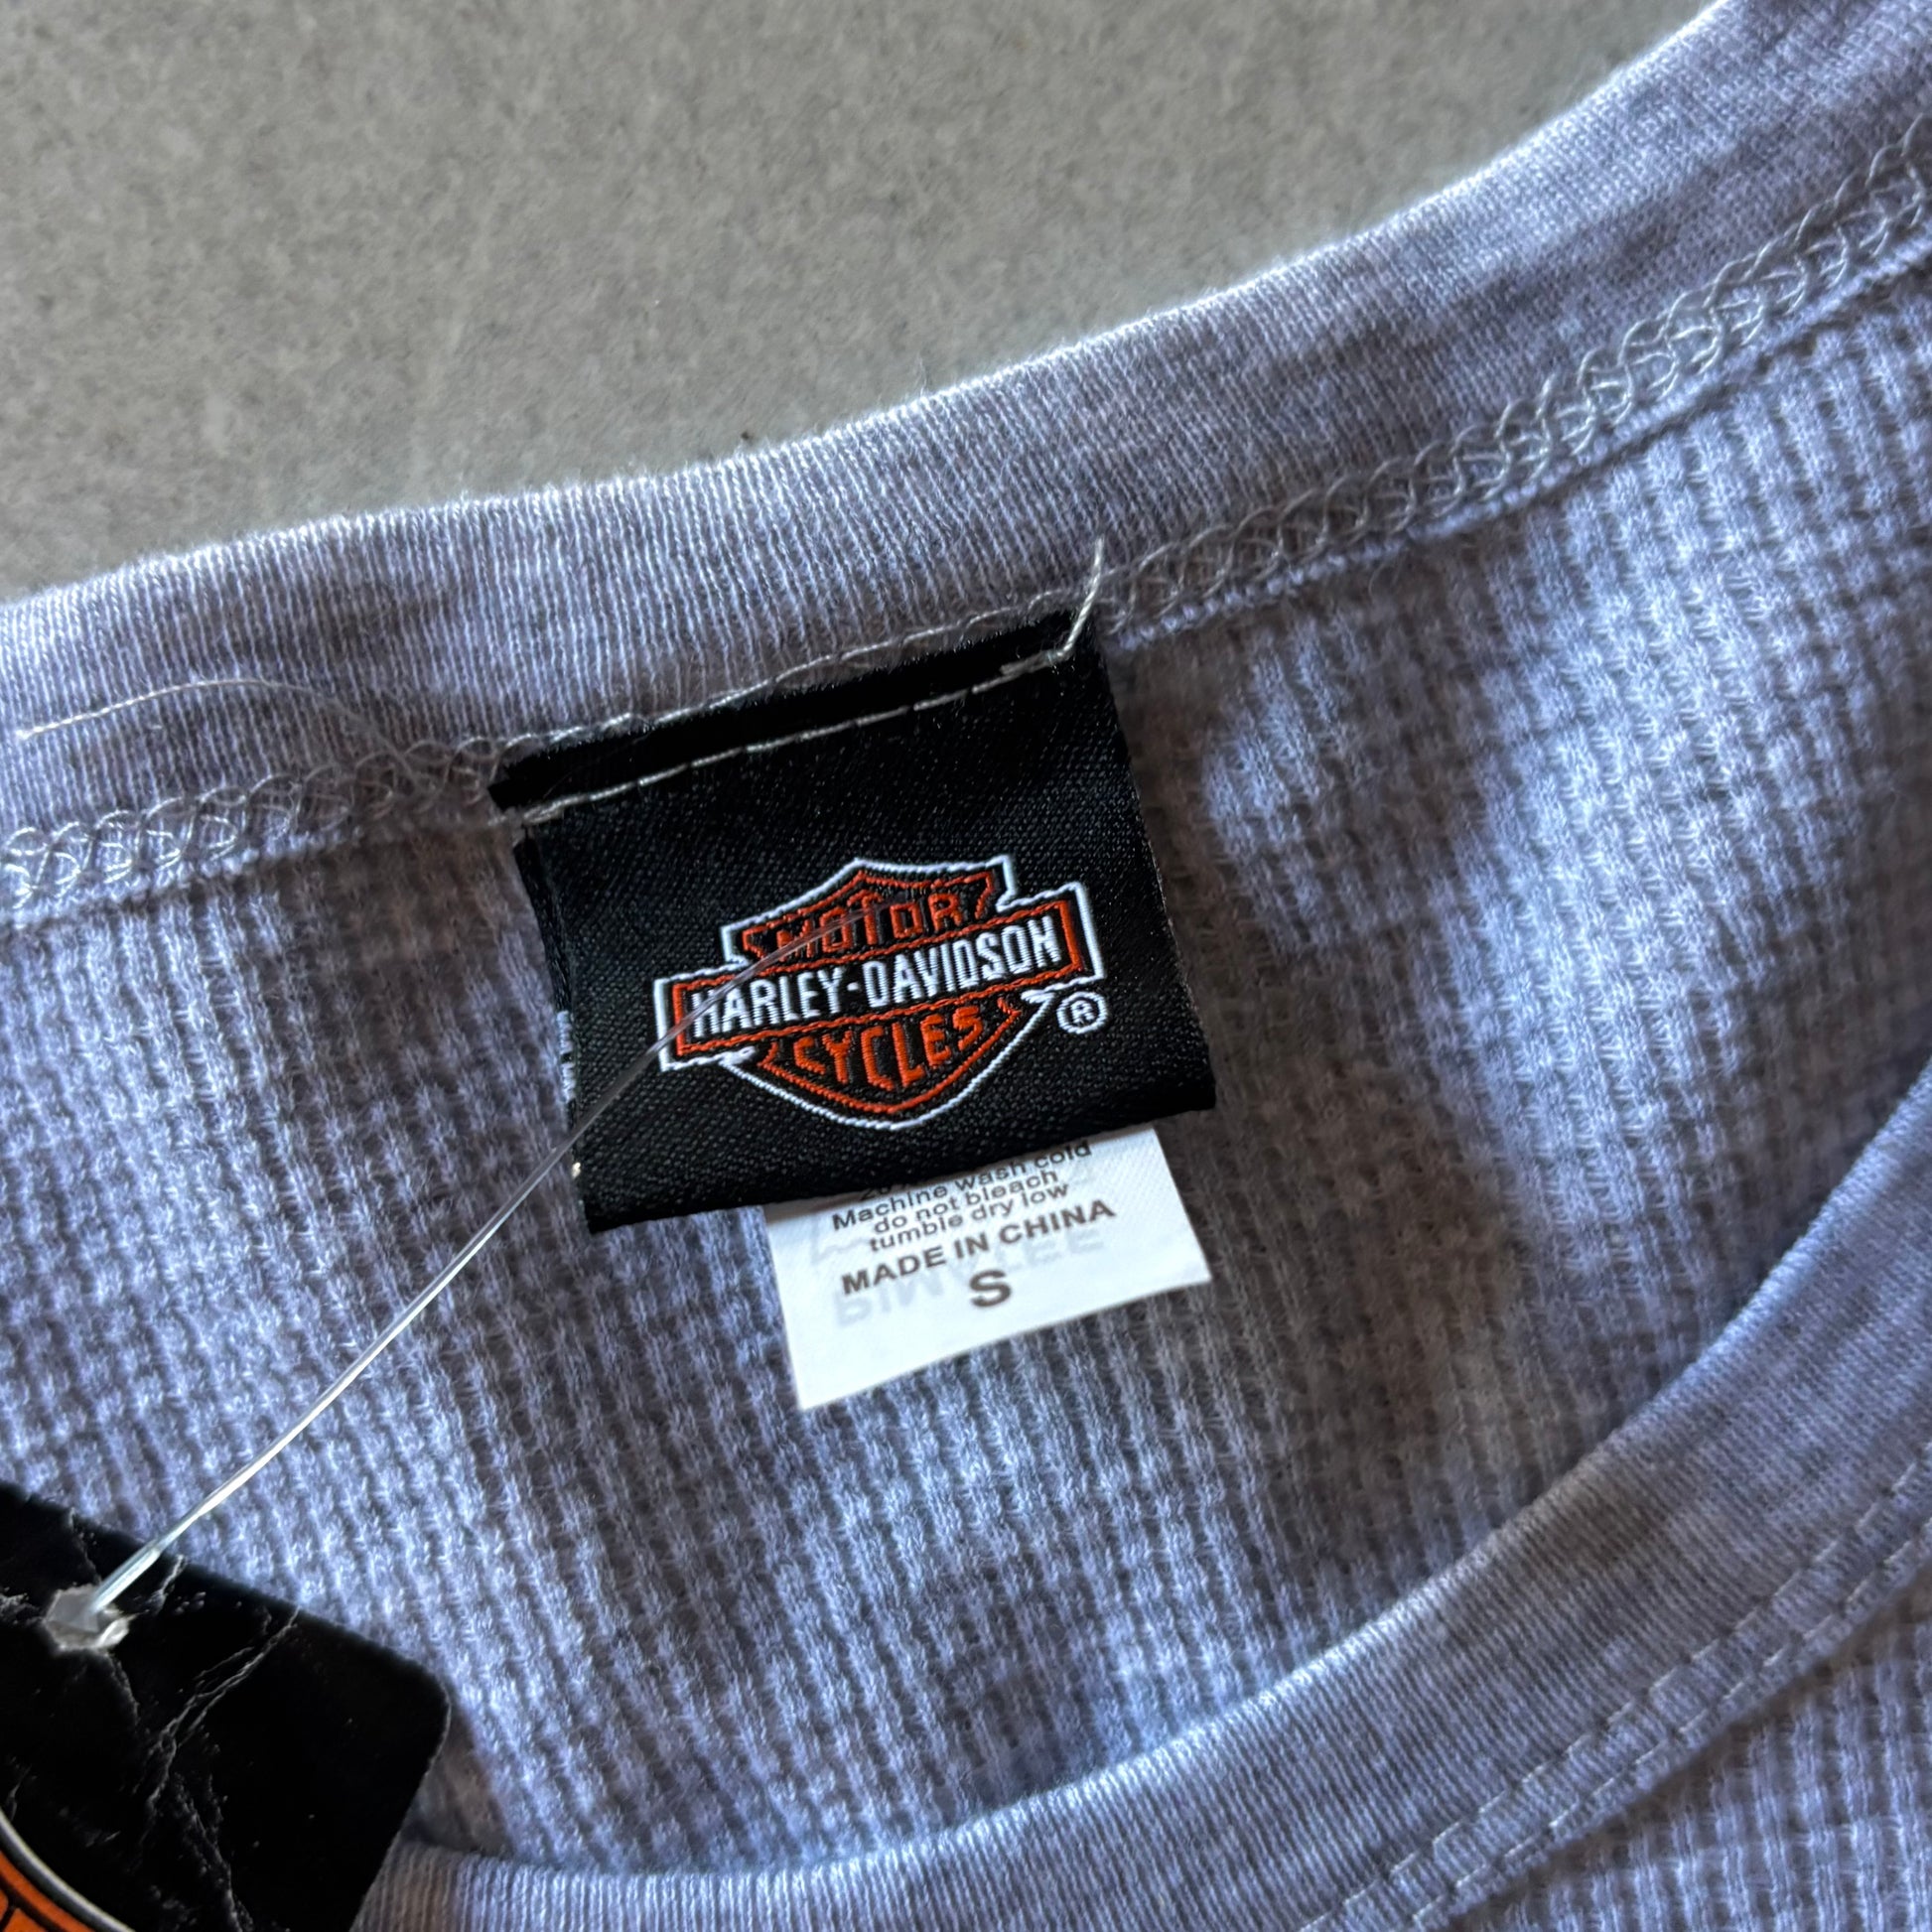 MOTOR
HARLEY-DAVIDSON
CYCLES
®
Machine wash cold
do not bleach
tumble dry low
MADE IN CHINA
S